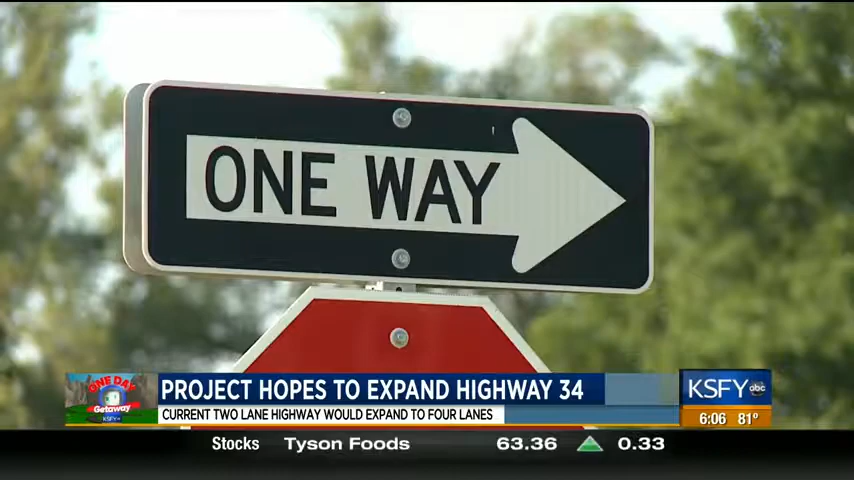 ONE WAY
ONE DAY
Getaway
KSFY
PROJECT HOPES TO EXPAND HIGHWAY 34
CURRENT TWO LANE HIGHWAY WOULD EXPAND TO FOUR LANES
KSFY abc
6:06 81°
Stocks Tyson Foods 63.36 0.33